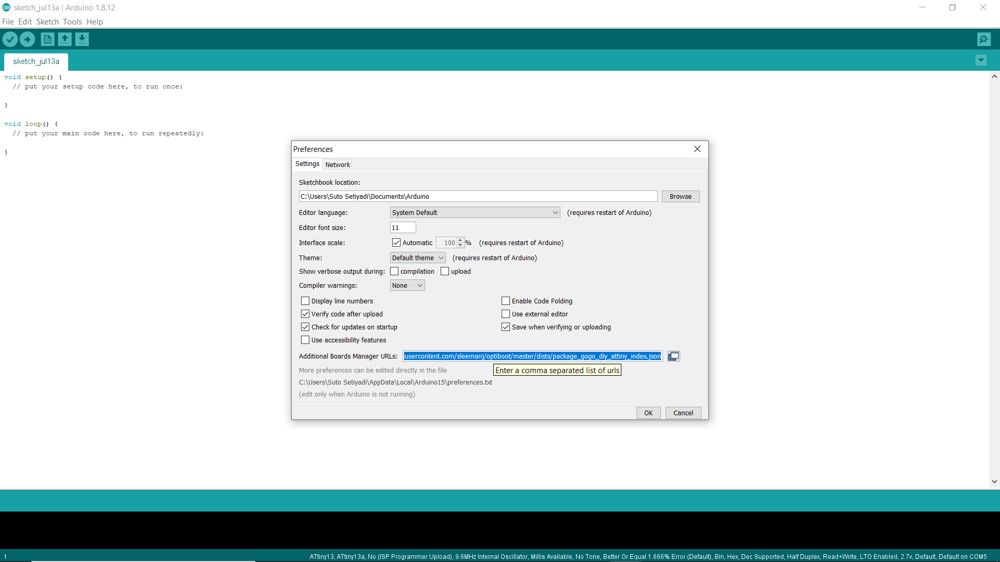 sketch_jul13a | Arduino 1.8.12
File Edit Sketch Tools Help
sketch_jul13a
void setup() {
// put your setup code here, to run once:
}
void loop() {
// put your main code here, to run repeatedly:
}
Preferences
Settings Network
Sketchbook location:
C:\Users\Suto Setiyadi\Documents\Arduino Browse
Editor language: System Default (requires restart of Arduino)
Editor font size: 11
Interface scale: Automatic 100 % (requires restart of Arduino)
Theme: Default theme (requires restart of Arduino)
Show verbose output during: compilation upload
Compiler warnings: None
Display line numbers Enable Code Folding
Verify code after upload Use external editor
Check for updates on startup Save when verifying or uploading
Use accessibility features
Additional Boards Manager URLs: usercontent.com/sleemanj/optiboot/master/dists/package_gogo_diy_attiny_index.json
More preferences can be edited directly in the file Enter a comma separated list of urls
C:\Users\Suto Setiyadi\AppData\Local\Arduino15\preferences.txt
(edit only when Arduino is not running)
OK Cancel
1 ATtiny13, ATtiny13a, No (ISP Programmer Upload), 9.6MHz Internal Oscillator, Millis Available, No Tone, Better Or Equal 1.666% Error (Default), Bin, Hex, Dec Supported, Half Duplex, Read+Write, LTO Enabled, 2.7v, Default, Default on COM5